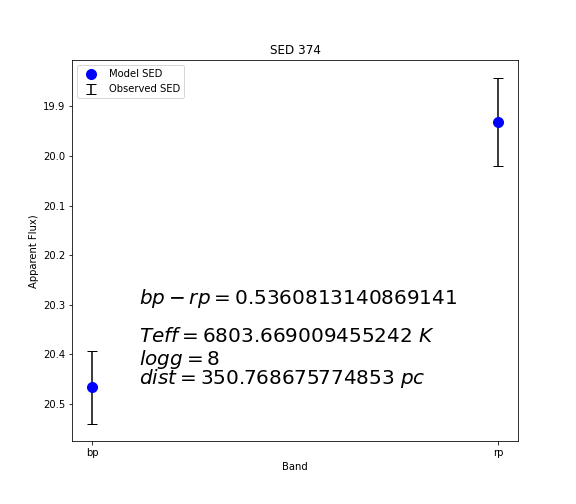 SED 374
Model SED
Observed SED
19.9
20.0
20.1
20.2
20.3
20.4
20.5
Apparent Flux)
bp − rp = 0.5360813140869141
Teff = 6803.669009455242 K
logg = 8
dist = 350.768675774853 pc
bp
rp
Band